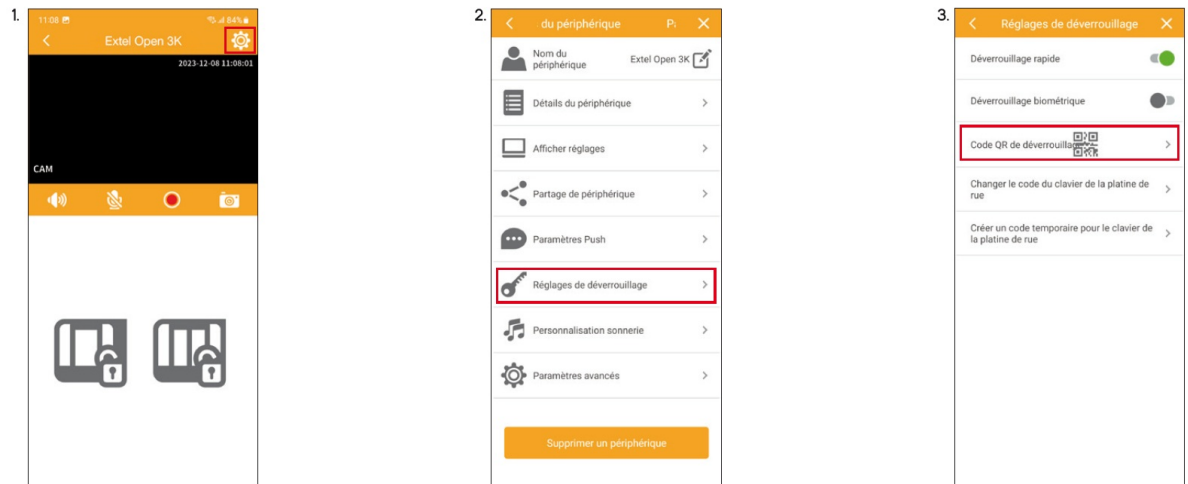 1.
11:08 84%
Extel Open 3K
2023-12-08 11:08:01
CAM
2.
du périphérique P
Nom du
périphérique
Extel Open 3K
Détails du périphérique
Afficher réglages
Partage de périphérique
Paramètres Push
Réglages de déverrouillage
Personnalisation sonnerie
Paramètres avancés
Supprimer un périphérique
3.
Réglages de déverrouillage
Déverrouillage rapide
Déverrouillage biométrique
Code QR de déverrouillage
Changer le code du clavier de la platine de
rue
Créer un code temporaire pour le clavier de
la platine de rue